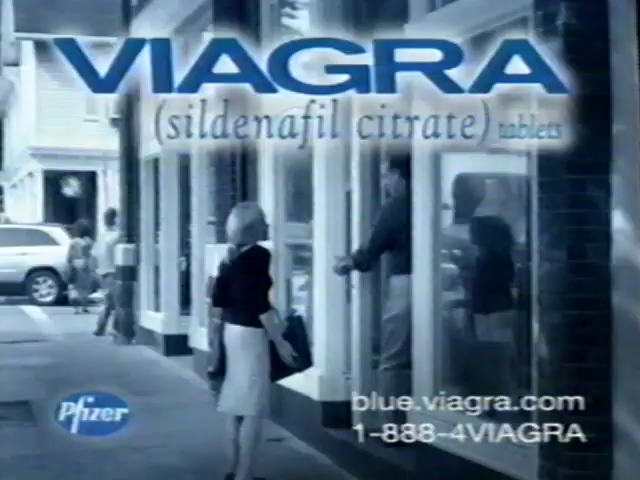 VIAGRA
(sildenafil citrate) tablets
Pfizer
blue.viagra.com
1-888-4VIAGRA